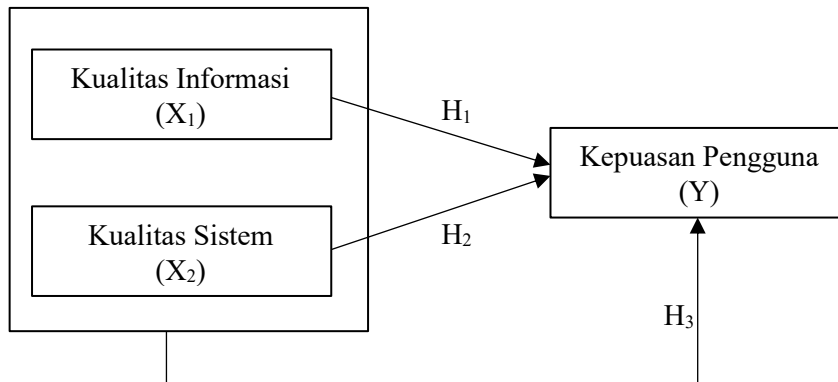 Kualitas Informasi
(X₁)
H₁
Kepuasan Pengguna
(Y)
Kualitas Sistem
(X₂)
H₂
H₃